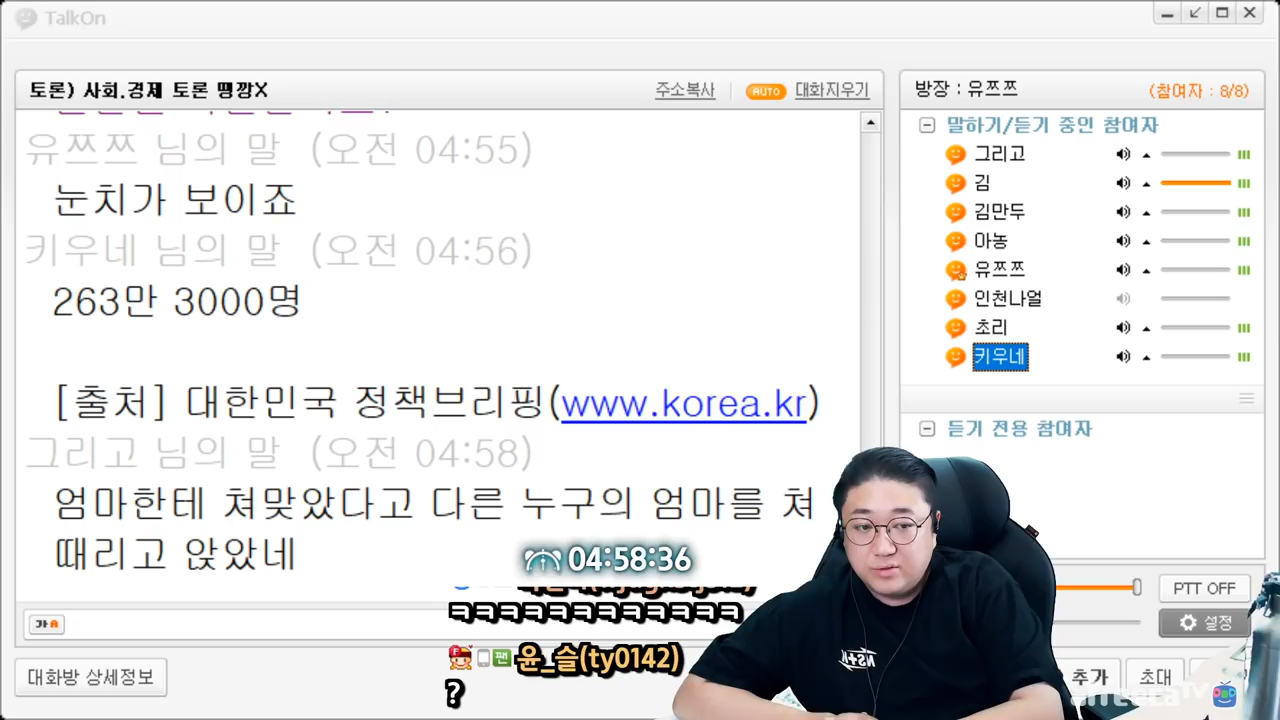 TalkOn
토론) 사회.경제 토론 땡깡X
주소복사
AUTO
대화지우기
유쯔쯔 님의 말 (오전 04:55)
눈치가 보이죠
키우네 님의 말 (오전 04:56)
263만 3000명
[출처] 대한민국 정책브리핑(www.korea.kr)
그리고 님의 말 (오전 04:58)
엄마한테 쳐맞았다고 다른 누구의 엄마를 쳐
때리고 앉았네
04:58:36
ㅋㅋㅋㅋㅋㅋㅋㅋㅋㅋㅋㅋ
팬 윤_슬(ty0142)
?
가A
대화방 상세정보
방장 : 유쯔쯔
(참여자 : 8/8)
말하기/듣기 중인 참여자
그리고
김
김만두
아농
유쯔쯔
인천나얼
초리
키우네
듣기 전용 참여자
PTT OFF
설정
추가
초대
afreecaTV